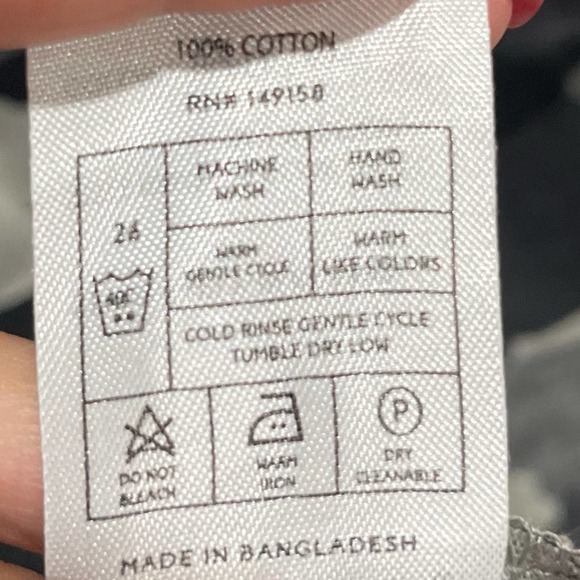 100% COTTON
RN# 149158
MACHINE
WASH
HAND
WASH
24
WARM
GENTLE CYCLE
WARM
LIKE COLORS
40C
COLD RINSE GENTLE CYCLE
TUMBLE DRY LOW
P
DO NOT
BLEACH
WARM
IRON
DRY
CLEANABLE
MADE IN BANGLADESH